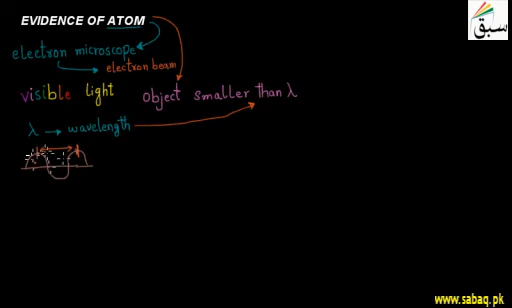 EVIDENCE OF ATOM
سبق
electron microscope
electron beam
visible light object smaller than λ
λ → wavelength
www.sabaq.pk